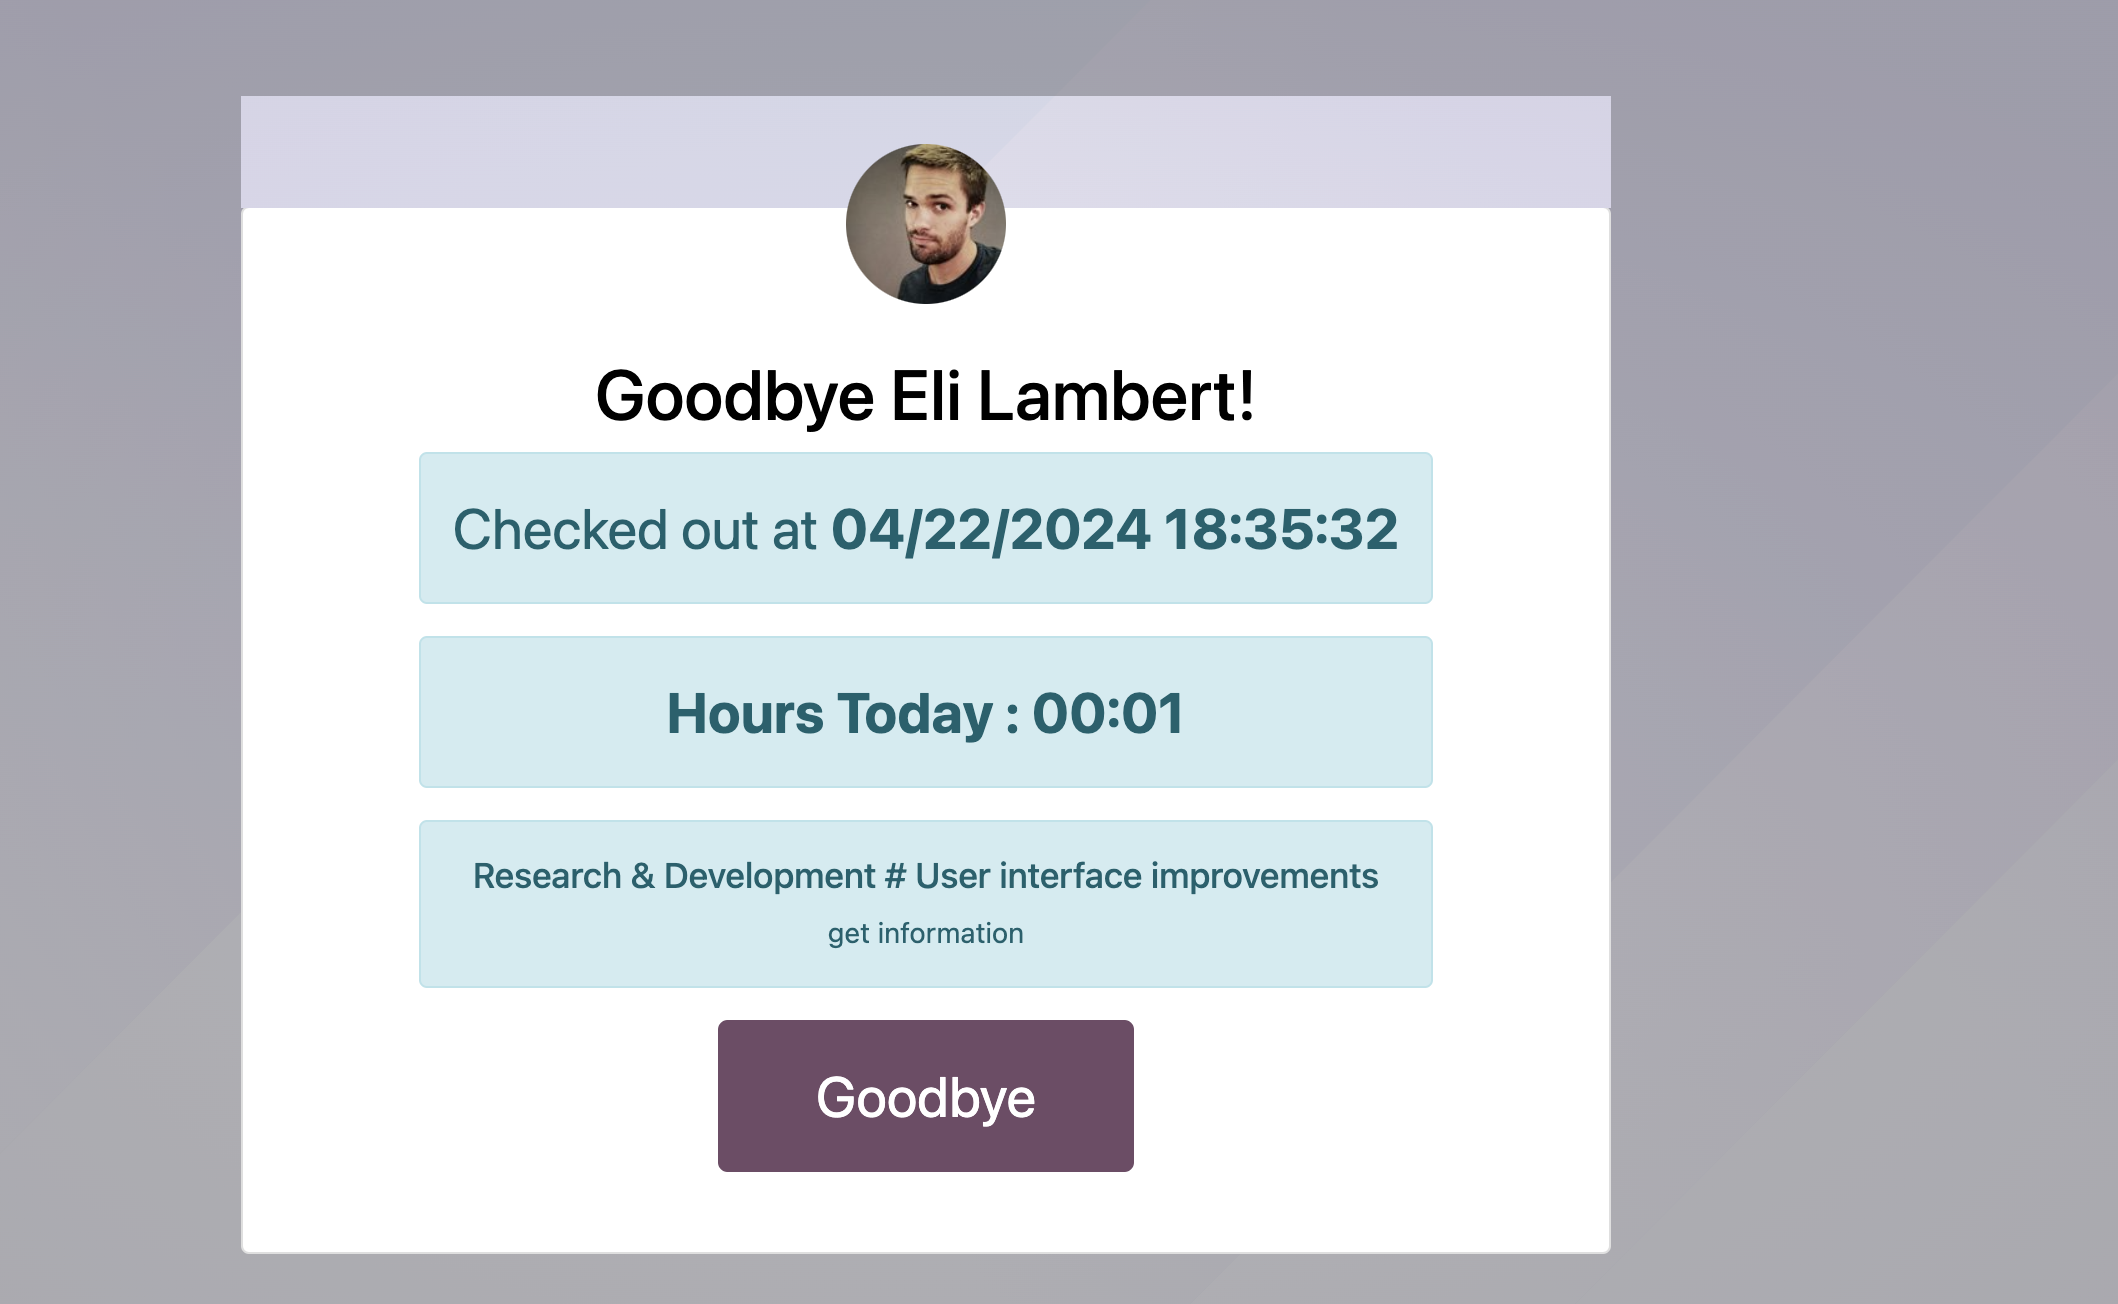 Goodbye Eli Lambert!
Checked out at 04/22/2024 18:35:32
Hours Today : 00:01
Research & Development # User interface improvements
get information
Goodbye